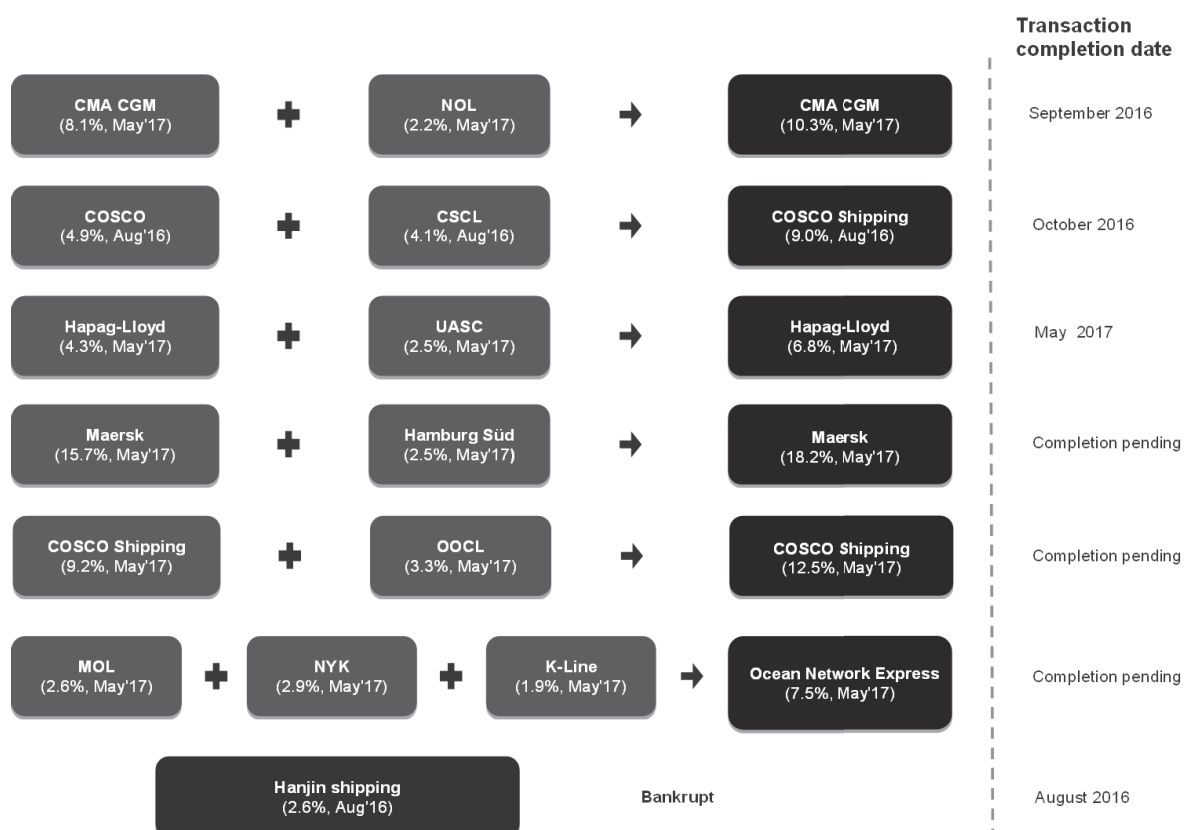 Transaction
completion date
CMA CGM
(8.1%, May'17)
NOL
(2.2%, May'17)
CMA CGM
(10.3%, May'17)
September 2016
COSCO
(4.9%, Aug'16)
CSCL
(4.1%, Aug'16)
COSCO Shipping
(9.0%, Aug'16)
October 2016
Hapag-Lloyd
(4.3%, May'17)
UASC
(2.5%, May'17)
Hapag-Lloyd
(6.8%, May'17)
May 2017
Maersk
(15.7%, May'17)
Hamburg Süd
(2.5%, May'17)
Maersk
(18.2%, May'17)
Completion pending
COSCO Shipping
(9.2%, May'17)
OOCL
(3.3%, May'17)
COSCO Shipping
(12.5%, May'17)
Completion pending
MOL
(2.6%, May'17)
NYK
(2.9%, May'17)
K-Line
(1.9%, May'17)
Ocean Network Express
(7.5%, May'17)
Completion pending
Hanjin shipping
(2.6%, Aug'16)
Bankrupt
August 2016